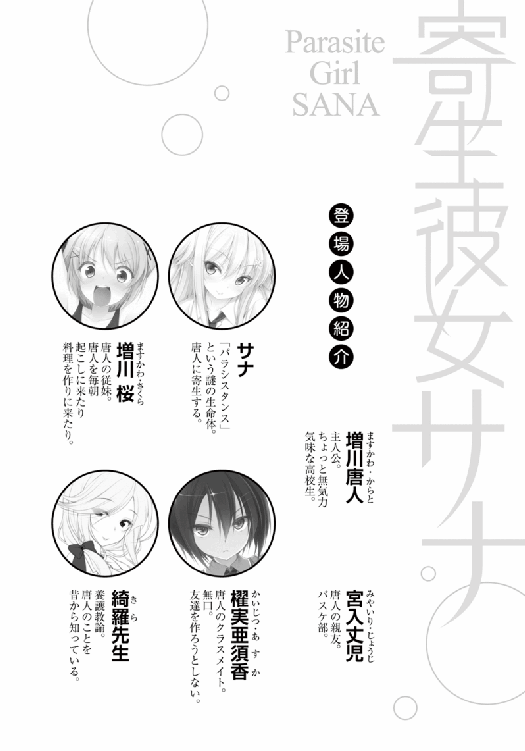 寄生彼女サナ
Parasite
Girl
SANA
登場人物紹介
ますかわ・からと
増川唐人
主人公。
ちょっと無気力
気味な高校生。
みやいり・じょうじ
宮入丈児
唐人の親友。
バスケ部。
サナ
「パラシスタンス」
という謎の生命体。
唐人に寄生する。
ますかわ・さくら
増川 桜
唐人の従妹。
唐人を毎朝
起こしに来たり
料理を作りに来たり。
かいじつ・あすか
櫂実亜須香
唐人のクラスメイト。
無口。
友達を作ろうとしない。
きら
綺羅先生
養護教諭。
唐人のことを
昔から知っている。